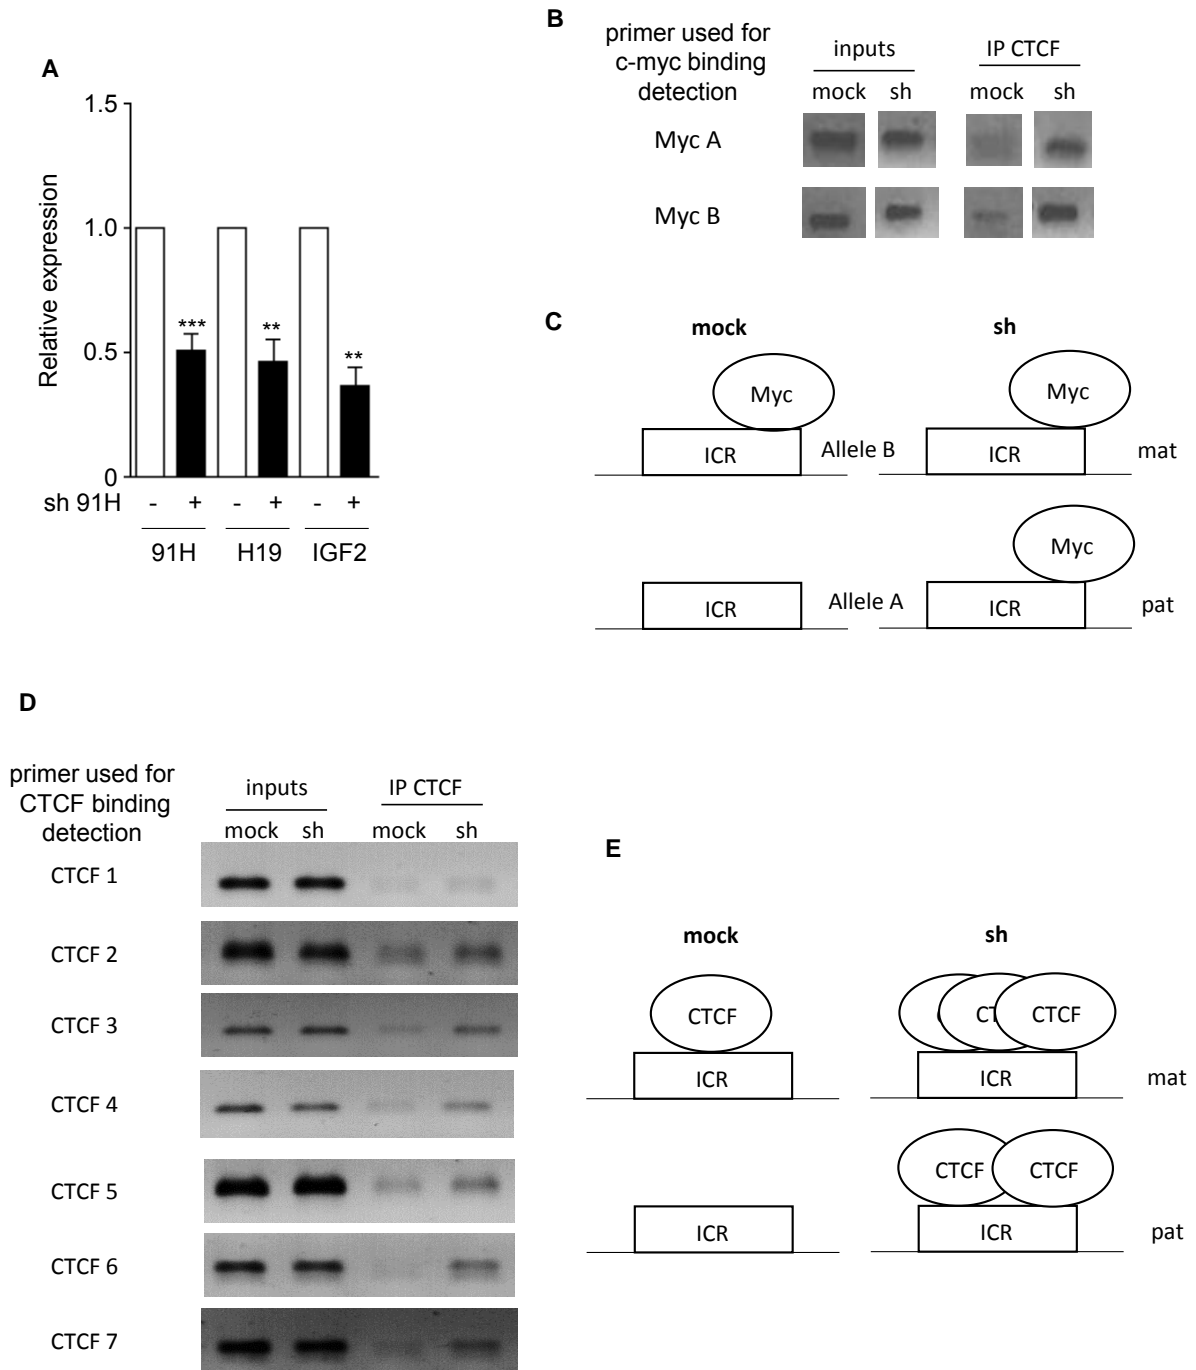 A
1.5
1.0
0.5
0
Relative expression
*** ** **
sh 91H - + - + - +
91H H19 IGF2
B
primer used for
c-myc binding
detection
inputs IP CTCF
mock sh mock sh
Myc A
Myc B
C
mock sh
Myc Myc
ICR Allele B ICR mat
Myc
ICR Allele A ICR pat
D
primer used for
CTCF binding
detection
inputs IP CTCF
mock sh mock sh
CTCF 1
CTCF 2
CTCF 3
CTCF 4
CTCF 5
CTCF 6
CTCF 7
E
mock sh
CTCF CTCF
ICR ICR mat
CTCF CTCF
ICR ICR pat